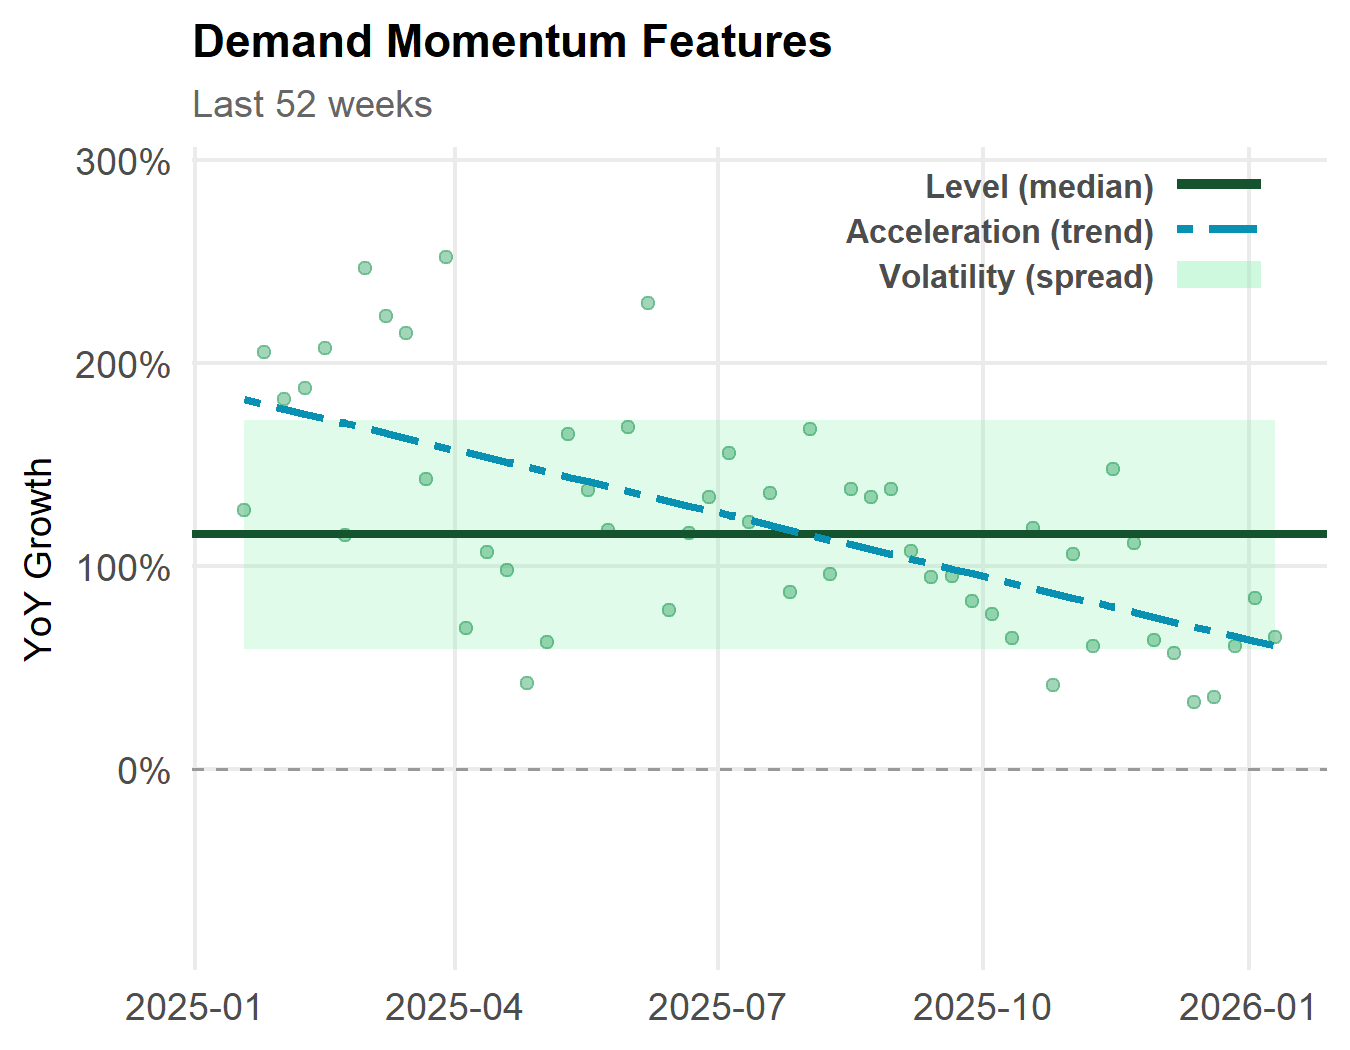 Demand Momentum Features
Last 52 weeks
300%
200%
100%
0%
YoY Growth
Level (median)
Acceleration (trend)
Volatility (spread)
2025-01
2025-04
2025-07
2025-10
2026-01